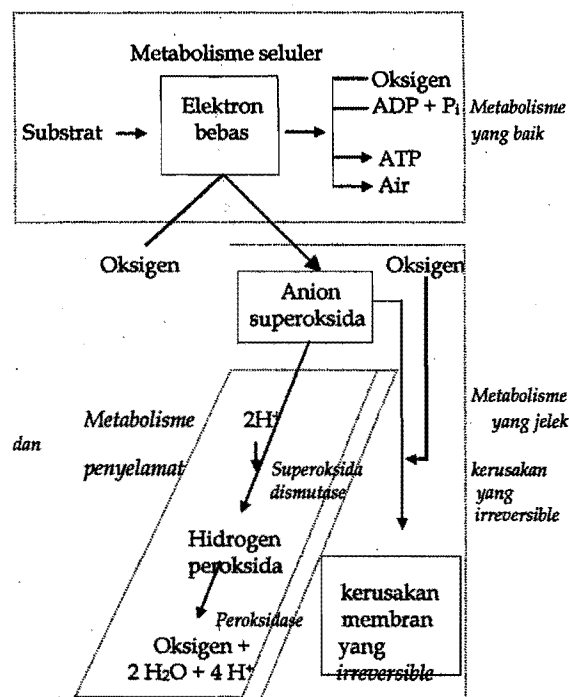 Metabolisme seluler
Substrat
Elektron
bebas
Oksigen
ADP + Pi
ATP
Air
Metabolisme
yang baik
Oksigen
Anion
superoksida
Oksigen
Metabolisme
yang jelek
dan
kerusakan
yang
irreversible
Metabolisme
penyelamat
2H⁺
Superoksida
dismutase
Hidrogen
peroksida
Peroksidase
Oksigen +
2 H₂O + 4 H⁺
kerusakan
membran
yang
irreversible